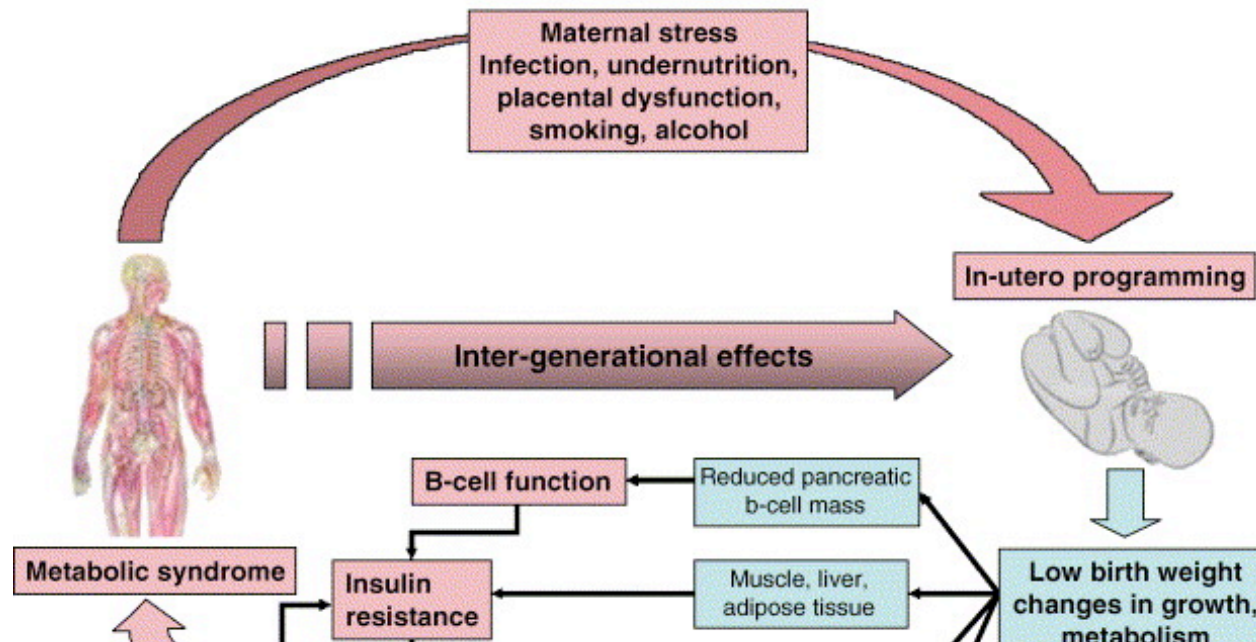 Maternal stress
Infection, undernutrition,
placental dysfunction,
smoking, alcohol
In-utero programming
Inter-generational effects
B-cell function
Reduced pancreatic
b-cell mass
Metabolic syndrome
Insulin
resistance
Muscle, liver,
adipose tissue
Low birth weight
changes in growth,
metabolism